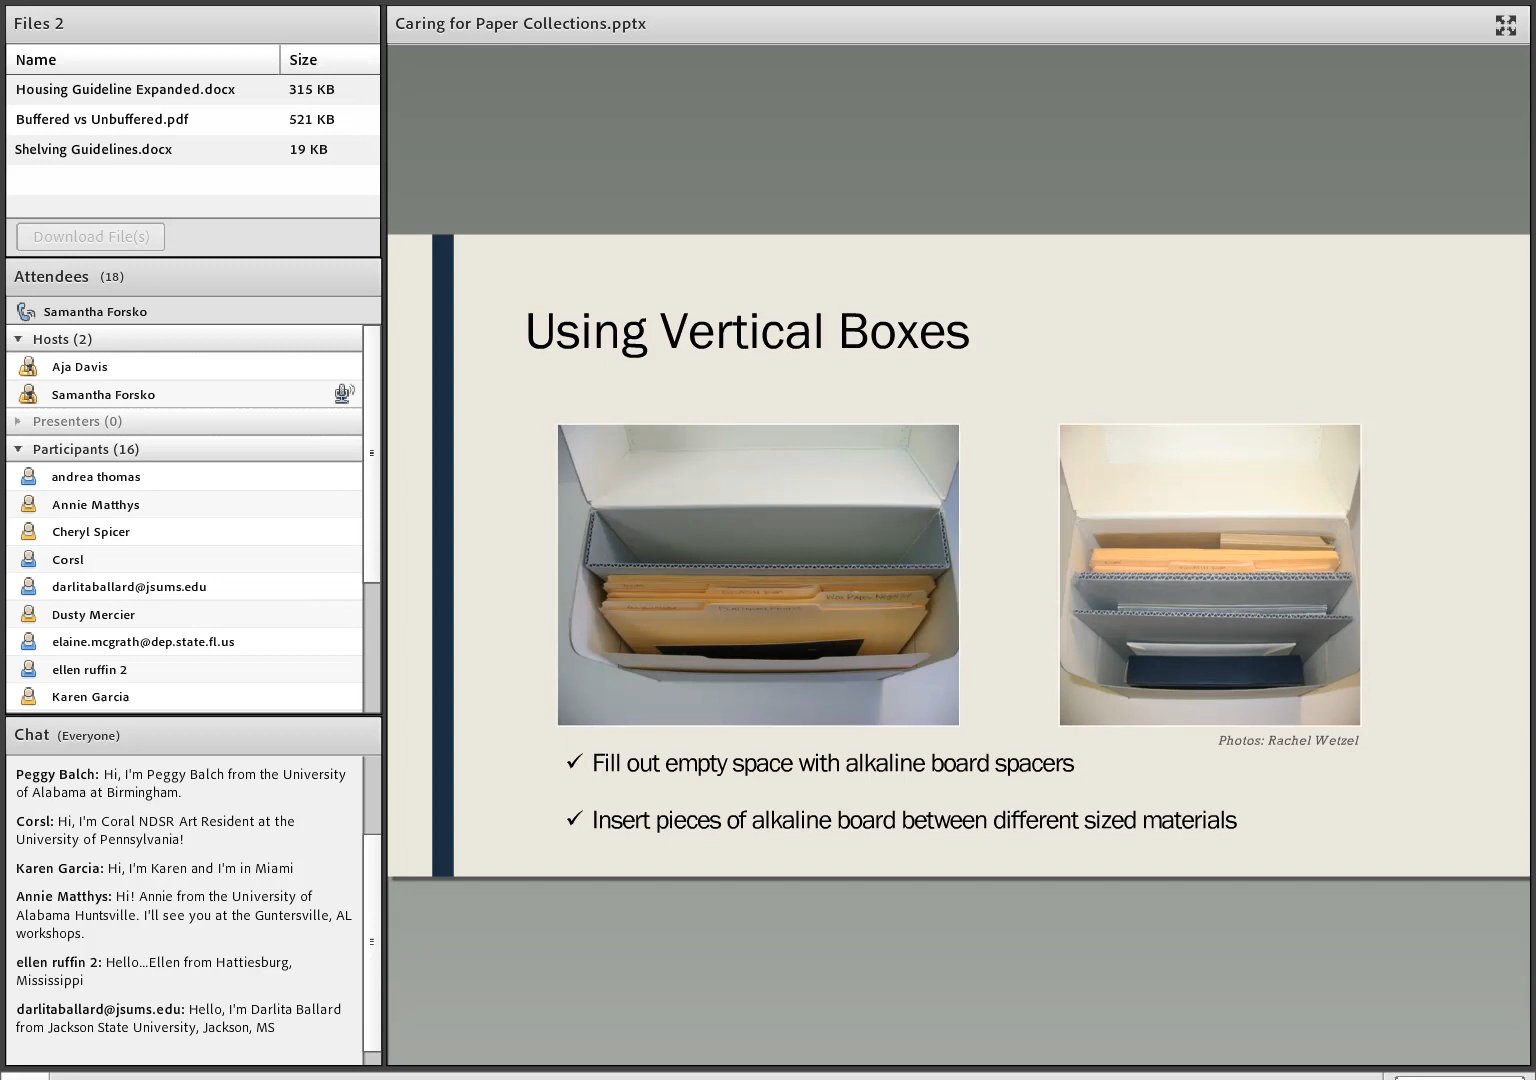 Files 2
Name Size
Housing Guideline Expanded.docx 315 KB
Buffered vs Unbuffered.pdf 521 KB
Shelving Guidelines.docx 19 KB
Download File(s)
Attendees (18)
Samantha Forsko
Hosts (2)
Aja Davis
Samantha Forsko
Presenters (0)
Participants (16)
andrea thomas
Annie Matthys
Cheryl Spicer
Corsl
darlitaballard@jsums.edu
Dusty Mercier
elaine.mcgrath@dep.state.fl.us
ellen ruffin 2
Karen Garcia
Chat (Everyone)
Peggy Balch: Hi, I'm Peggy Balch from the University
of Alabama at Birmingham.
Corsl: Hi, I'm Coral NDSR Art Resident at the
University of Pennsylvania!
Karen Garcia: Hi, I'm Karen and I'm in Miami
Annie Matthys: Hi! Annie from the University of
Alabama Huntsville. I'll see you at the Guntersville, AL
workshops.
ellen ruffin 2: Hello...Ellen from Hattiesburg,
Mississippi
darlitaballard@jsums.edu: Hello, I'm Darlita Ballard
from Jackson State University, Jackson, MS
Caring for Paper Collections.pptx
Using Vertical Boxes
Photos: Rachel Wetzel
✓ Fill out empty space with alkaline board spacers
✓ Insert pieces of alkaline board between different sized materials